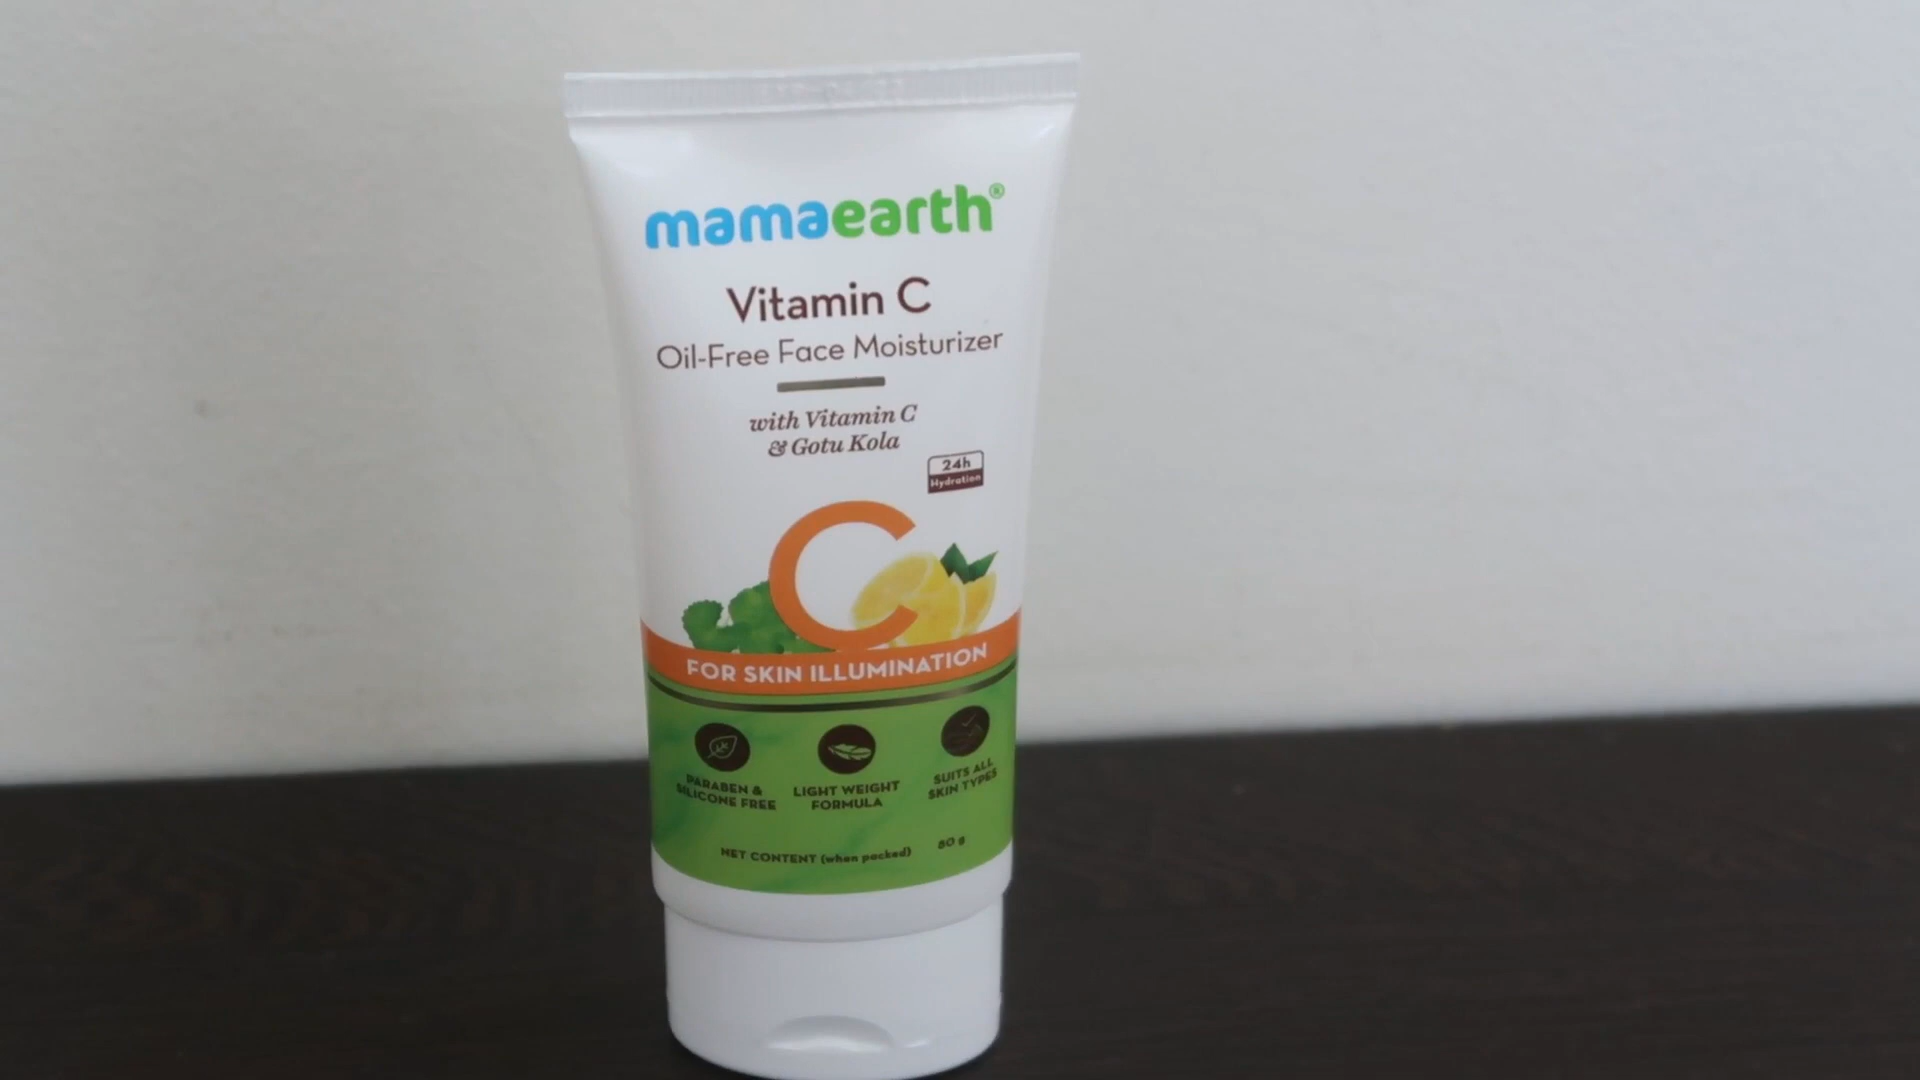 mamaearth®
Vitamin C
Oil-Free Face Moisturizer
with Vitamin C
& Gotu Kola
24h
Hydration
C
FOR SKIN ILLUMINATION
PARABEN &
SILICONE FREE
LIGHT WEIGHT
FORMULA
SUITS ALL
SKIN TYPES
NET CONTENT (when packed)